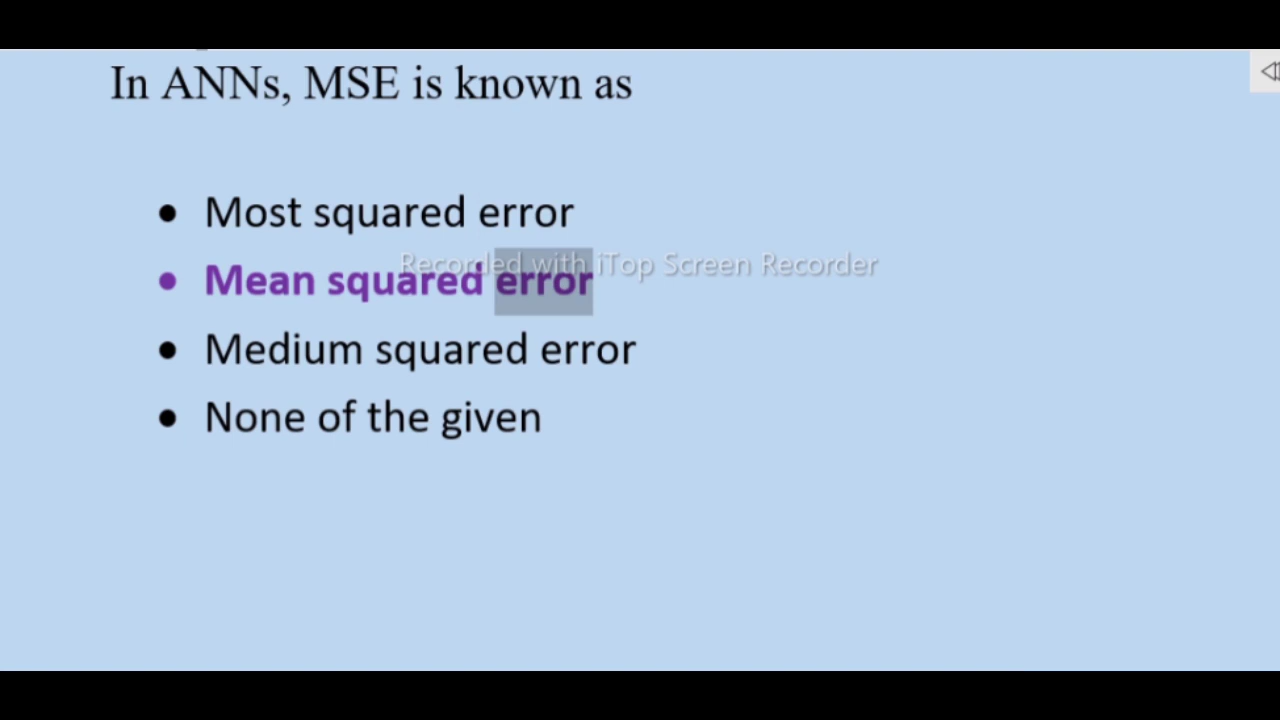 In ANNs, MSE is known as
• Most squared error
Recorded with iTop Screen Recorder
• Mean squared error
• Medium squared error
• None of the given